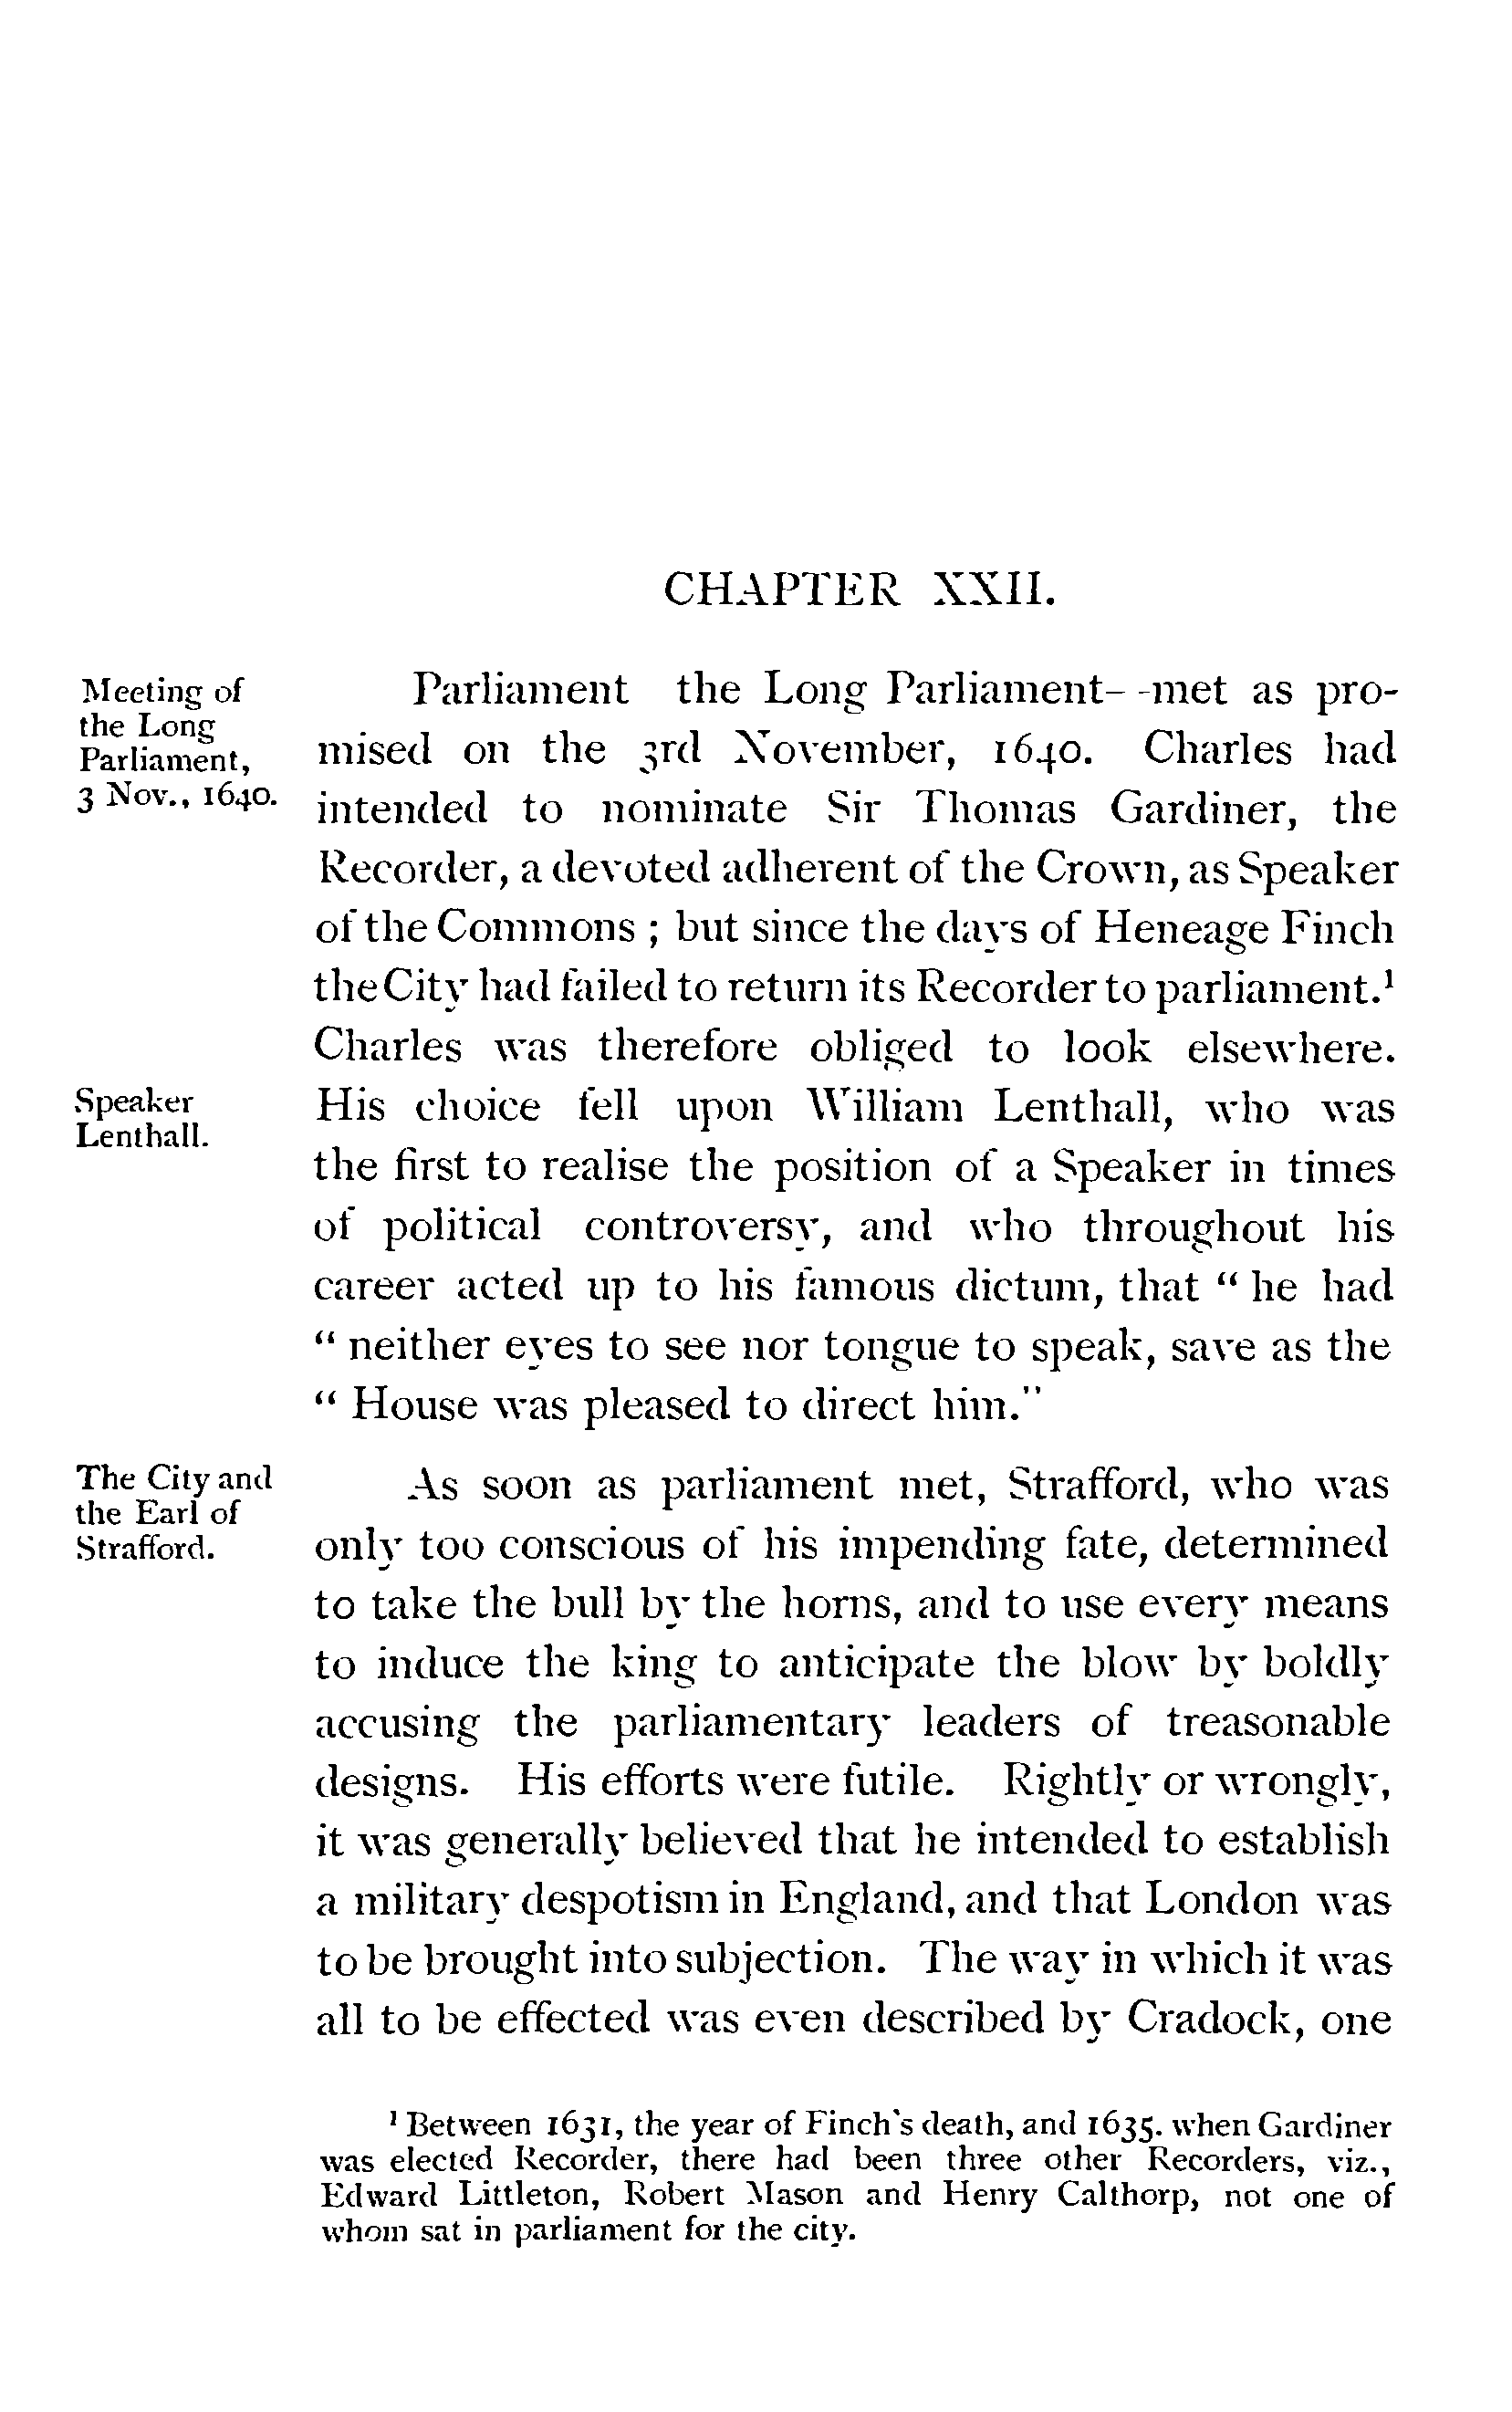 CHAPTER XXII.
Meeting of
the Long
Parliament,
3 Nov., 1640.
Parliament the Long Parliament- -met as pro-
mised on the 3rd November, 1640. Charles had
intended to nominate Sir Thomas Gardiner, the
Recorder, a devoted adherent of the Crown, as Speaker
of the Commons ; but since the days of Heneage Finch
the City had failed to return its Recorder to parliament.¹
Charles was therefore obliged to look elsewhere.
Speaker
Lenthall.
His choice fell upon William Lenthall, who was
the first to realise the position of a Speaker in times
of political controversy, and who throughout his
career acted up to his famous dictum, that “ he had
“ neither eyes to see nor tongue to speak, save as the
“ House was pleased to direct him.”
The City and
the Earl of
Strafford.
As soon as parliament met, Strafford, who was
only too conscious of his impending fate, determined
to take the bull by the horns, and to use every means
to induce the king to anticipate the blow by boldly
accusing the parliamentary leaders of treasonable
designs. His efforts were futile. Rightly or wrongly,
it was generally believed that he intended to establish
a military despotism in England, and that London was
to be brought into subjection. The way in which it was
all to be effected was even described by Cradock, one
¹ Between 1631, the year of Finch's death, and 1635. when Gardiner
was elected Recorder, there had been three other Recorders, viz.,
Edward Littleton, Robert Mason and Henry Calthorp, not one of
whom sat in parliament for the city.